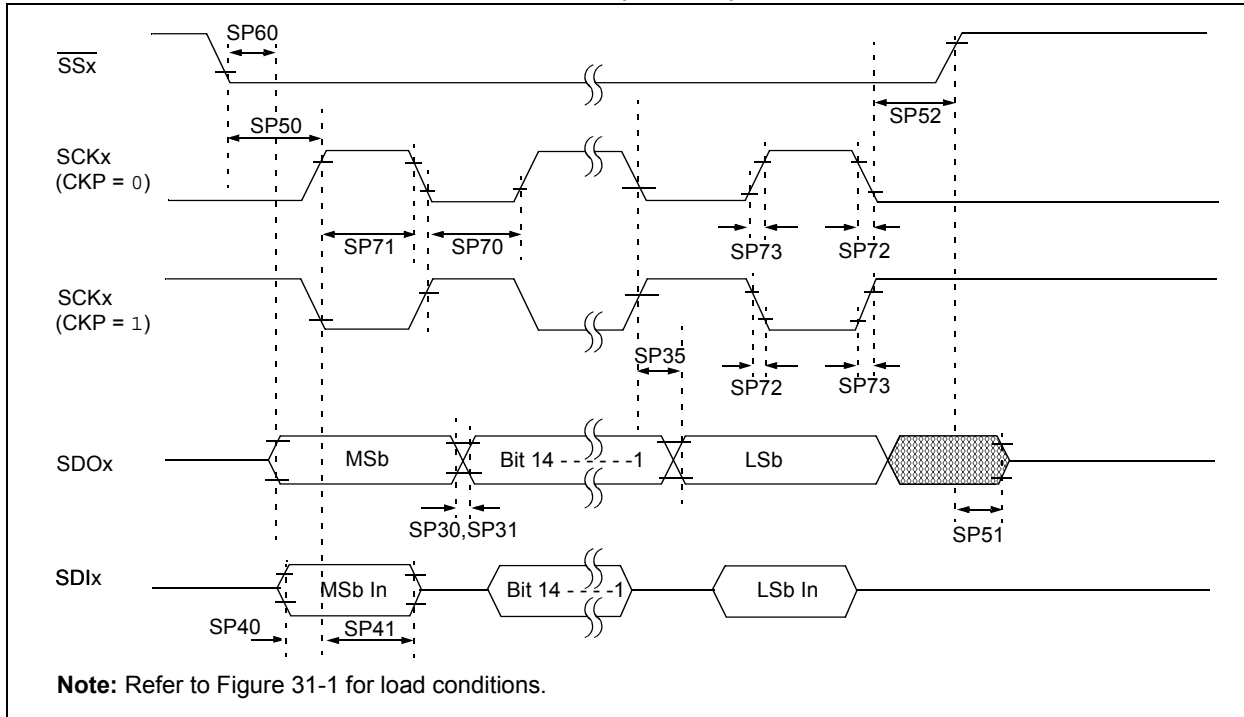 SP60
SSx
SP50
SP52
SCKx
(CKP = 0)
SP71
SP70
SP73
SP72
SCKx
(CKP = 1)
SP35
SP72
SP73
SDOx
MSb
Bit 14 - - - - - -1
LSb
SP30,SP31
SP51
SDIx
MSb In
Bit 14 - - - -1
LSb In
SP40
SP41
Note: Refer to Figure 31-1 for load conditions.